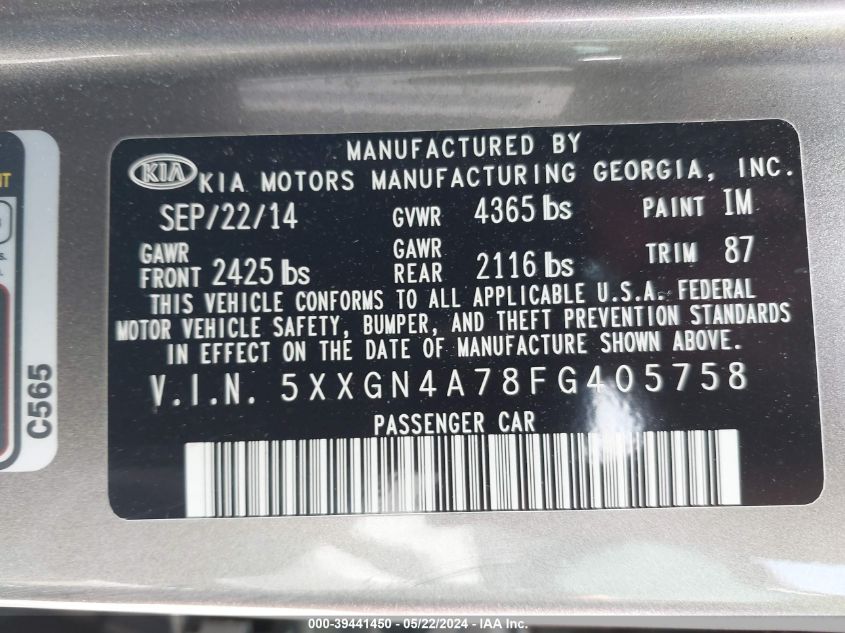 MANUFACTURED BY
KIA KIA MOTORS MANUFACTURING GEORGIA, INC.
SEP/22/14 GVWR 4365 lbs PAINT IM
GAWR FRONT 2425 lbs GAWR REAR 2116 lbs TRIM 87
THIS VEHICLE CONFORMS TO ALL APPLICABLE U.S.A. FEDERAL
MOTOR VEHICLE SAFETY, BUMPER, AND THEFT PREVENTION STANDARDS
IN EFFECT ON THE DATE OF MANUFACTURE SHOWN ABOVE.
V.I.N. 5XXGN4A78FG405758
PASSENGER CAR
C565
000-39441450 - 05/22/2024 - IAA Inc.